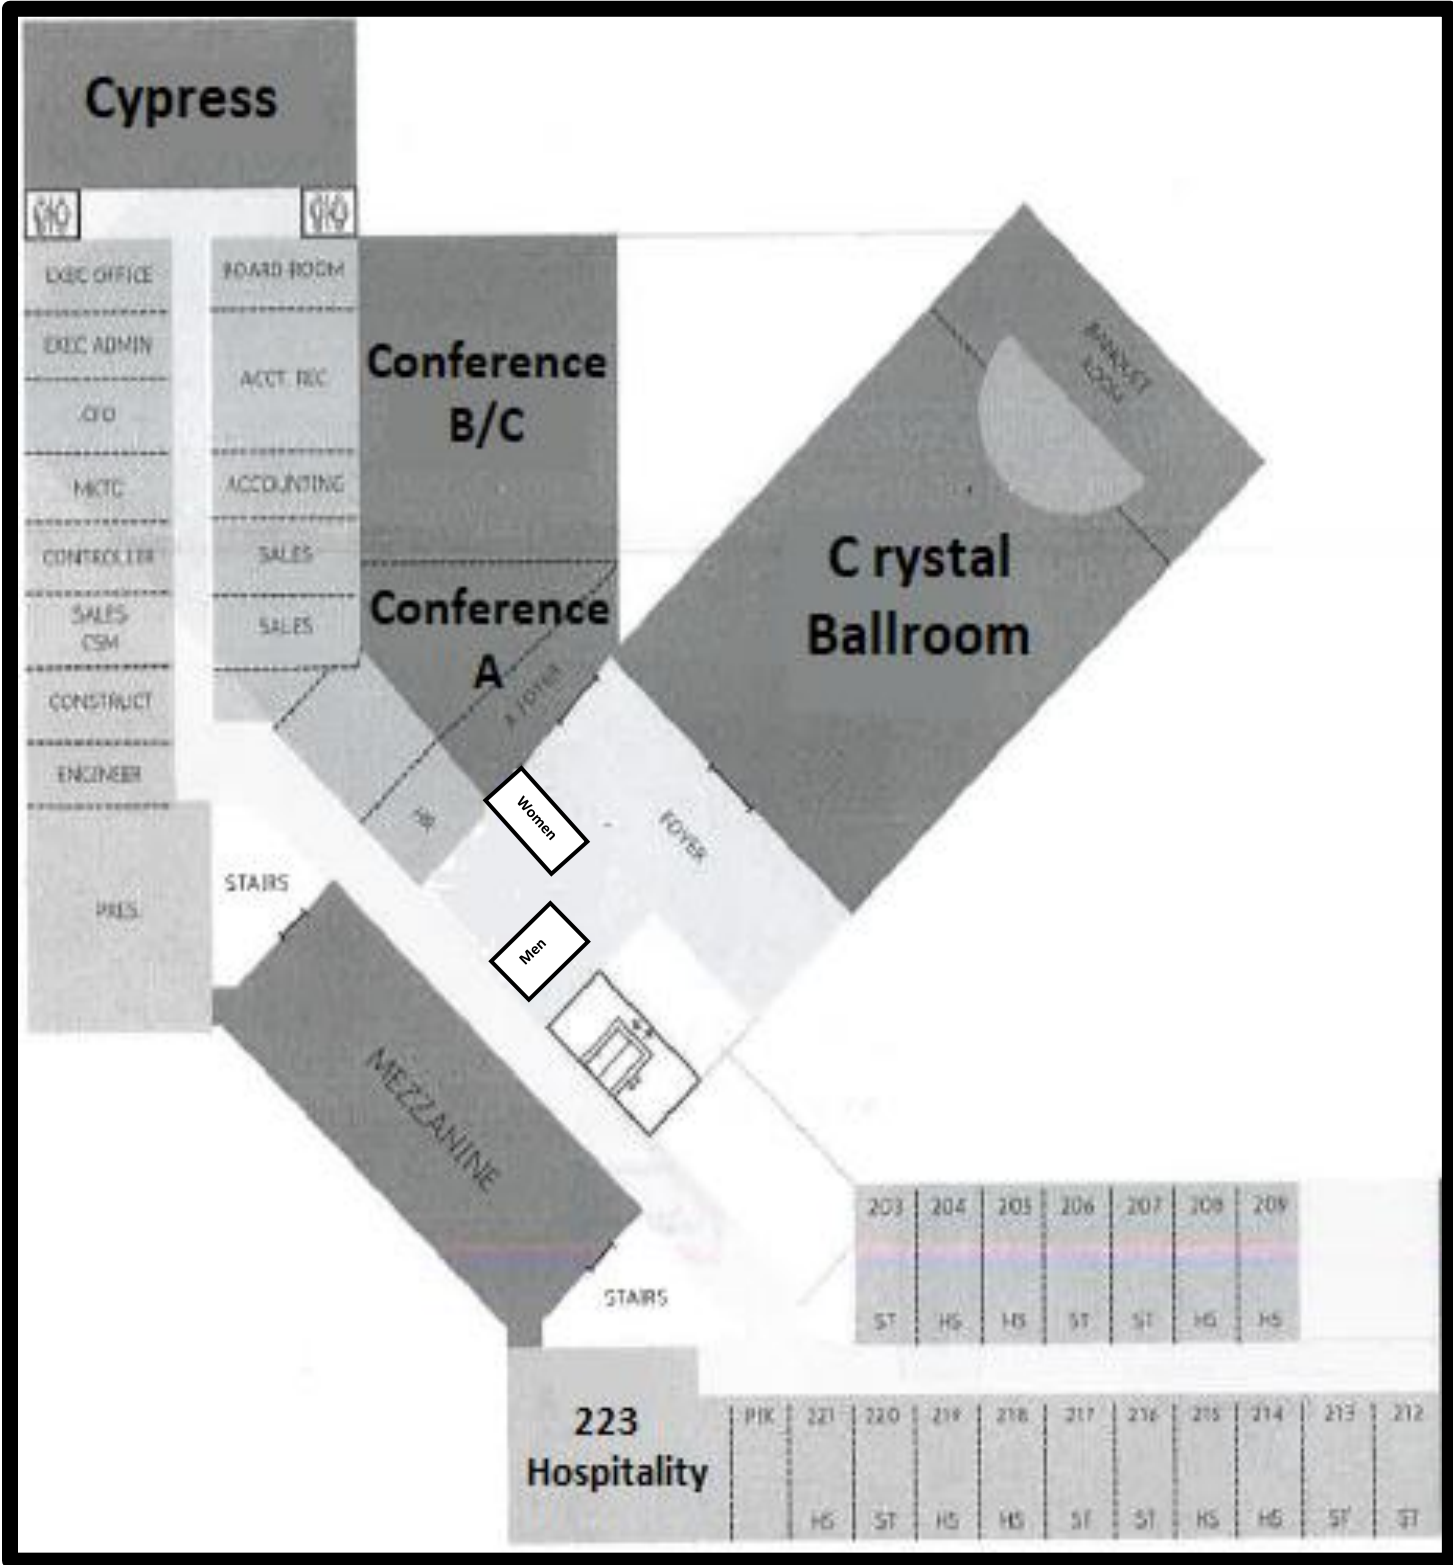 Cypress
EXEC OFFICE
BOARD ROOM
EXEC ADMIN
ACCT. REC
CFO
MKTG
ACCOUNTING
CONTROLLER
SALES
SALES
CSM
SALES
CONSTRUCT
ENGINEER
PRES.
Conference
B/C
Conference
A
A FOYER
HR
BANQUET
ROOM
C rystal
Ballroom
Women
FOYER
Men
STAIRS
MEZZANINE
STAIRS
203 204 205 206 207 208 209
ST HS HS ST ST HS HS
223
Hospitality
221 220 219 218 217 216 215 214 213 212
HS ST HS HS ST ST HS HS ST ST